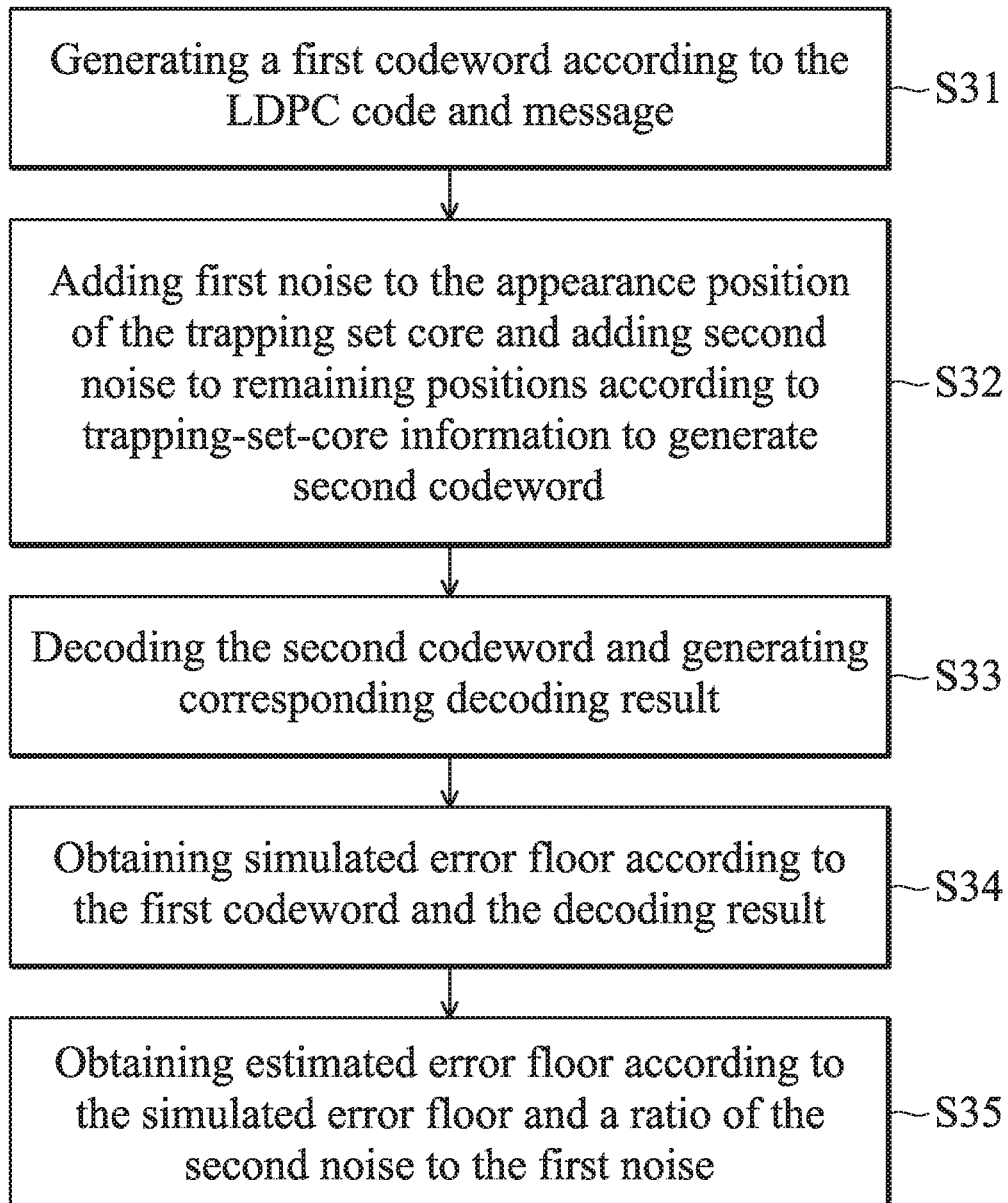 Generating a first codeword according to the
LDPC code and message
S31
Adding first noise to the appearance position
of the trapping set core and adding second
noise to remaining positions according to
trapping-set-core information to generate
second codeword
S32
Decoding the second codeword and generating
corresponding decoding result
S33
Obtaining simulated error floor according to
the first codeword and the decoding result
S34
Obtaining estimated error floor according to
the simulated error floor and a ratio of the
second noise to the first noise
S35